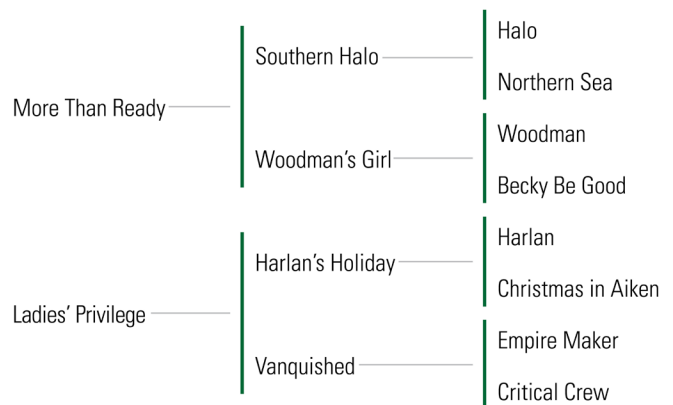 Halo
Southern Halo
Northern Sea
More Than Ready
Woodman
Woodman's Girl
Becky Be Good
Harlan
Harlan's Holiday
Christmas in Aiken
Ladies' Privilege
Empire Maker
Vanquished
Critical Crew